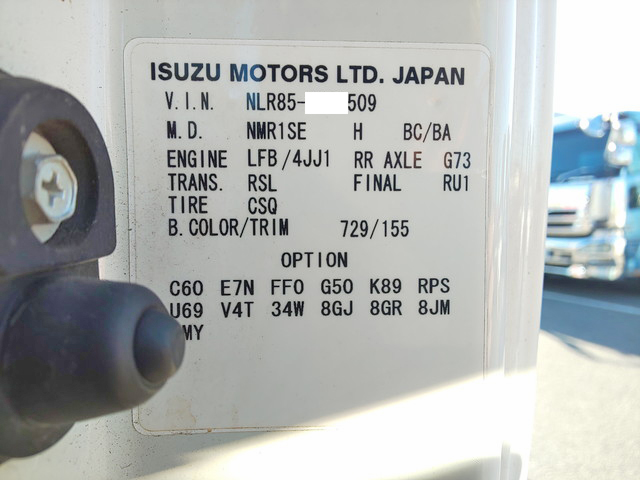 ISUZU MOTORS LTD. JAPAN
V.I.N. NLR85- 509
M.D. NMR1SE H BC/BA
ENGINE LFB/4JJ1 RR AXLE G73
TRANS. RSL FINAL RU1
TIRE CSQ
B.COLOR/TRIM 729/155
OPTION
C60 E7N FF0 G50 K89 RPS
U69 V4T 34W 8GJ 8GR 8JM
MY